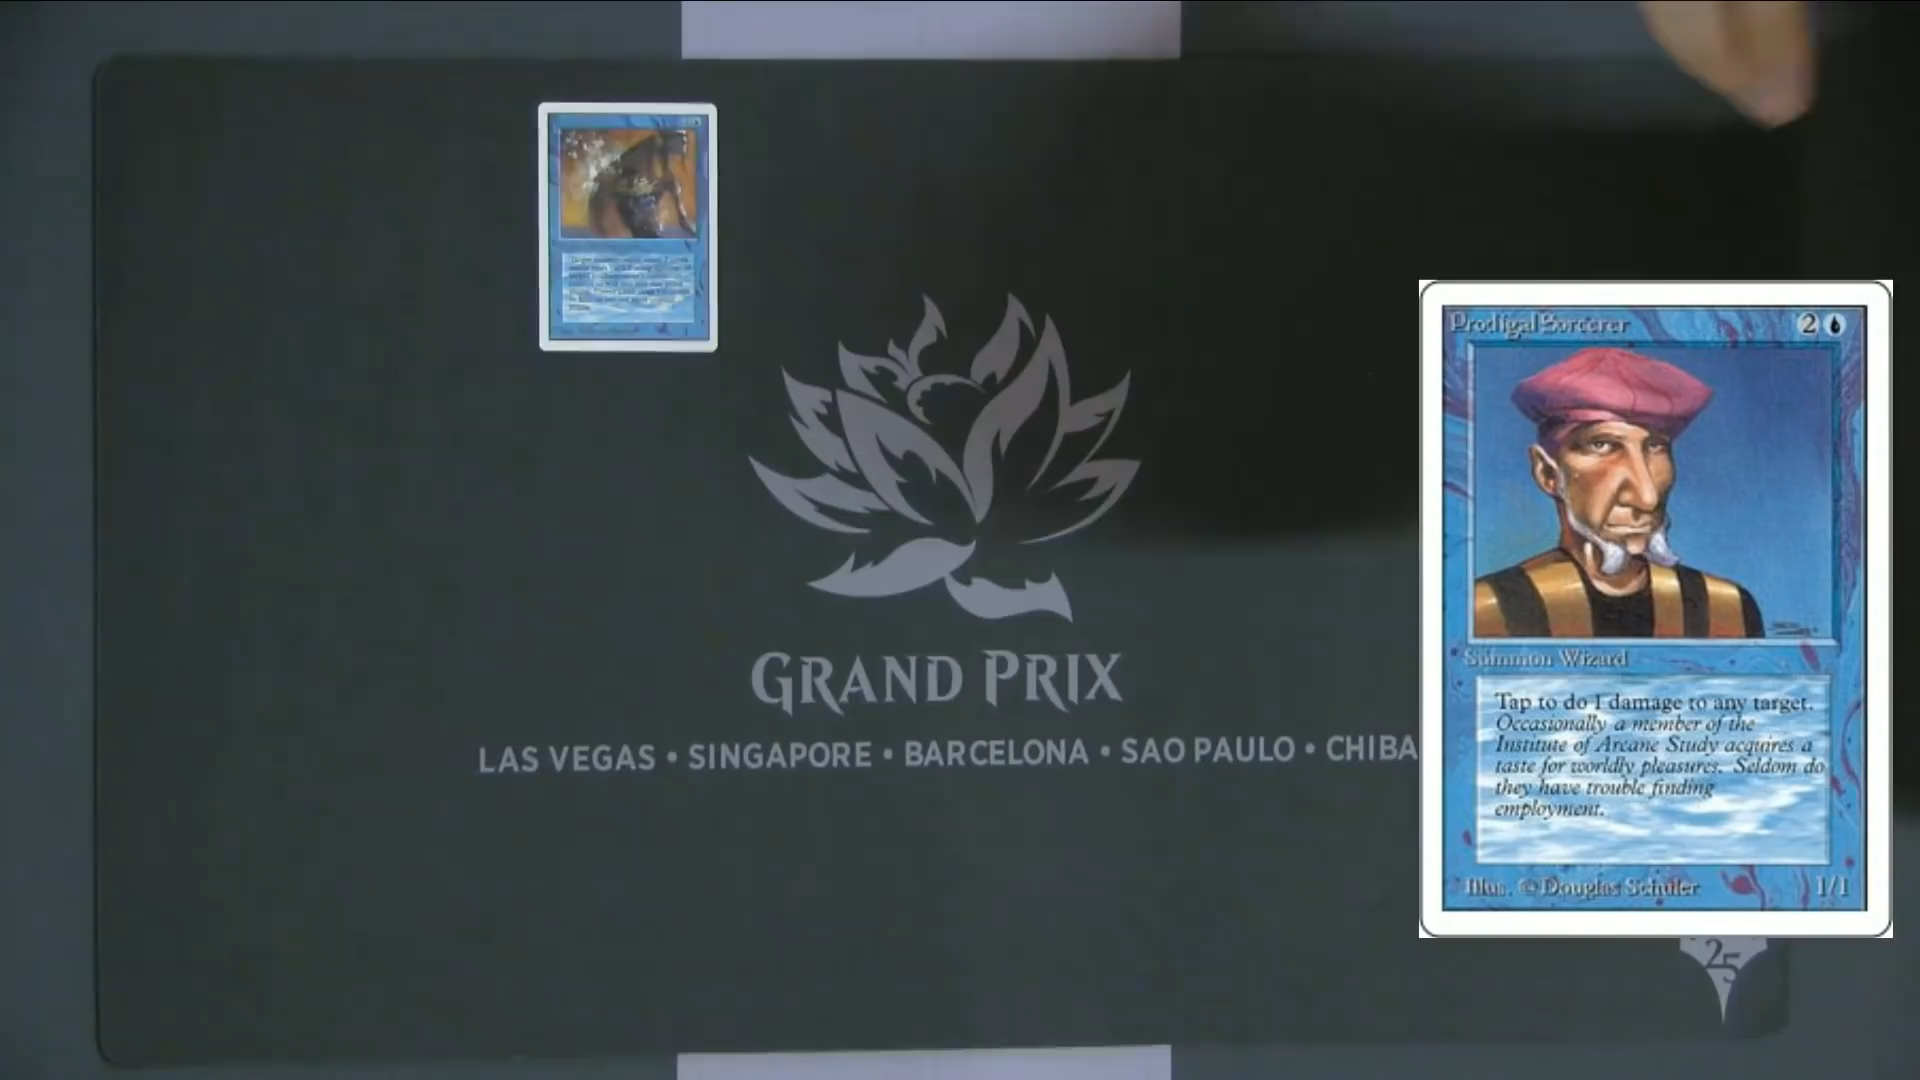 GRAND PRIX
LAS VEGAS • SINGAPORE • BARCELONA • SAO PAULO • CHIBA
Prodigal Sorcerer 2
Summon Wizard
Tap to do 1 damage to any target.
Occasionally a member of the
Institute of Arcane Study acquires a
taste for worldly pleasures. Seldom do
they have trouble finding
employment.
Illus. © Douglas Schuler 1/1
25